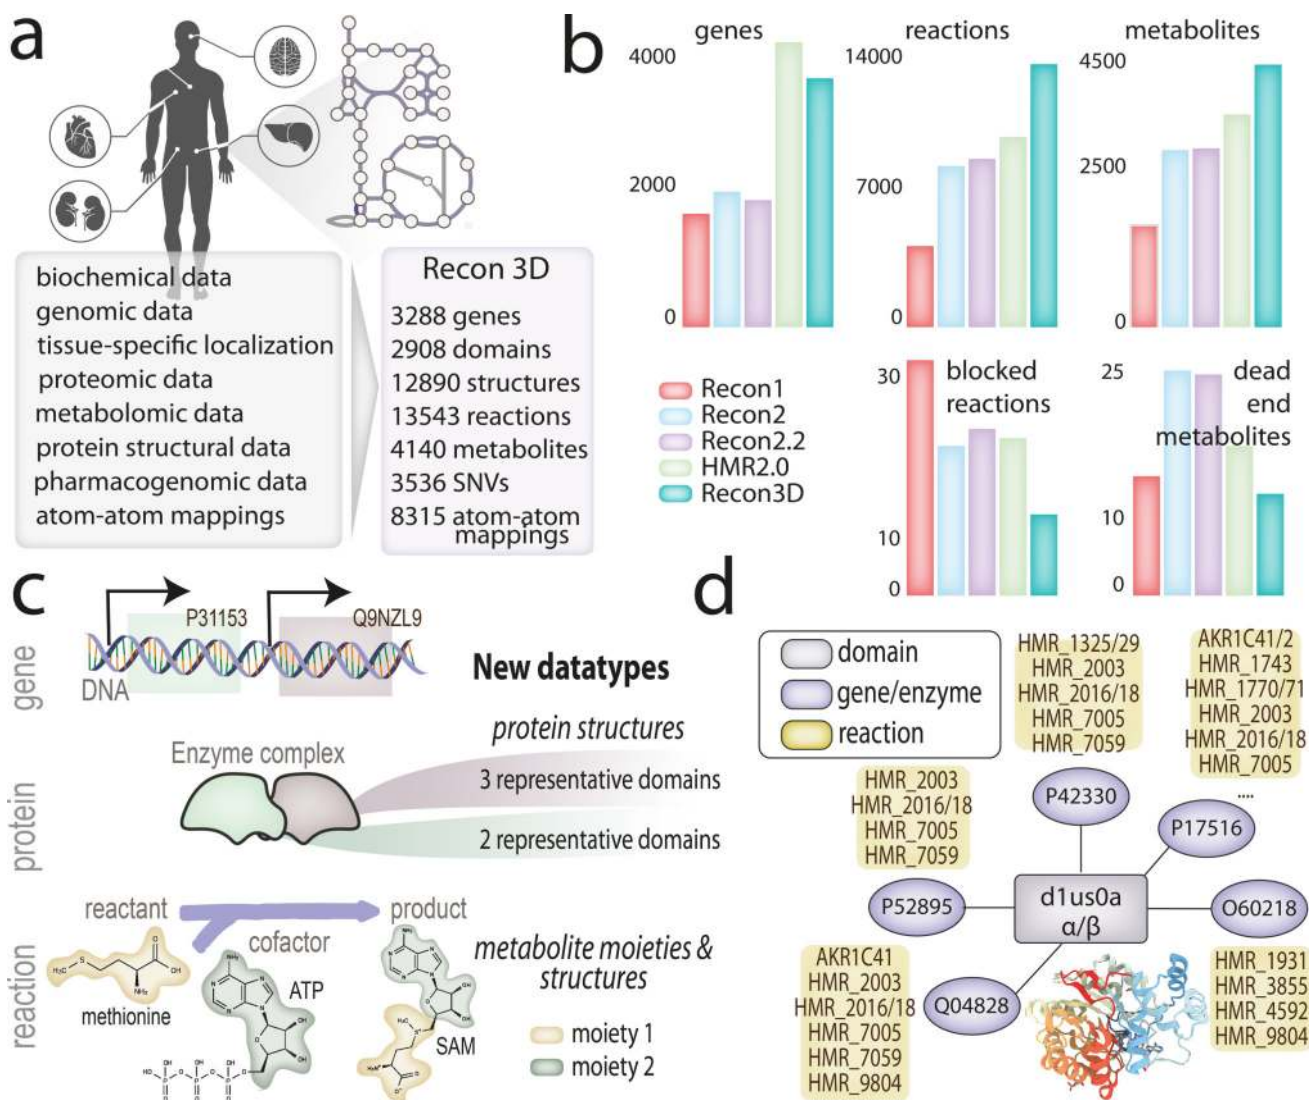 a
biochemical data
genomic data
tissue-specific localization
proteomic data
metabolomic data
protein structural data
pharmacogenomic data
atom-atom mappings
Recon 3D
3288 genes
2908 domains
12890 structures
13543 reactions
4140 metabolites
3536 SNVs
8315 atom-atom
mappings
b
genes
4000
2000
0
reactions
14000
7000
0
metabolites
4500
2500
0
Recon1
Recon2
Recon2.2
HMR2.0
Recon3D
blocked
reactions
30
10
0
dead
end
metabolites
25
10
0
c
gene
P31153
Q9NZL9
DNA
New datatypes
protein
Enzyme complex
protein structures
3 representative domains
2 representative domains
reaction
reactant
product
cofactor
methionine
ATP
SAM
metabolite moieties &
structures
moiety 1
moiety 2
d
domain
gene/enzyme
reaction
HMR_1325/29
HMR_2003
HMR_2016/18
HMR_7005
HMR_7059
AKR1C41/2
HMR_1743
HMR_1770/71
HMR_2003
HMR_2016/18
HMR_7005
....
HMR_2003
HMR_2016/18
HMR_7005
HMR_7059
P42330
P17516
P52895
d1us0a
α/β
O60218
Q04828
AKR1C41
HMR_2003
HMR_2016/18
HMR_7005
HMR_7059
HMR_9804
HMR_1931
HMR_3855
HMR_4592
HMR_9804